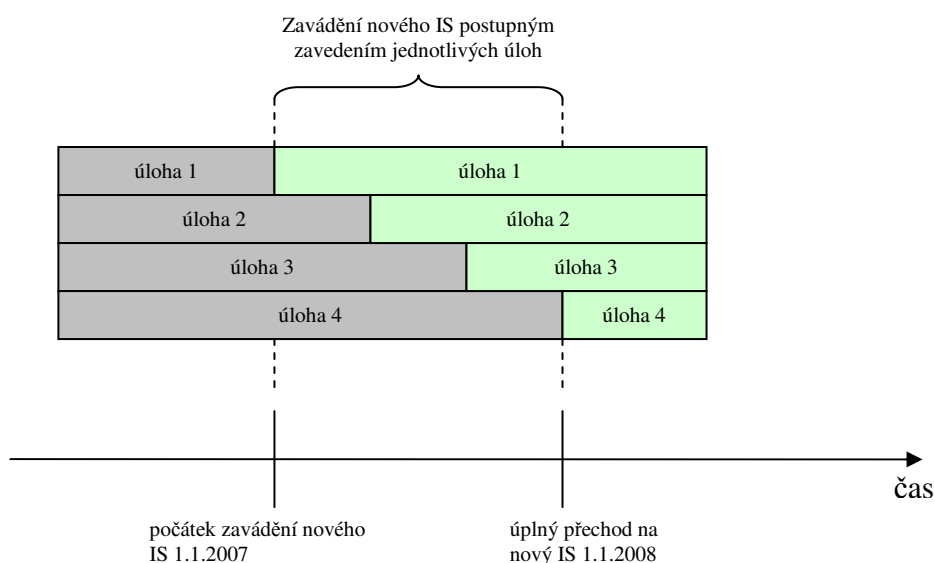 Zavádění nového IS postupným
zavedením jednotlivých úloh
úloha 1
úloha 1
úloha 2
úloha 2
úloha 3
úloha 3
úloha 4
úloha 4
čas
počátek zavádění nového
IS 1.1.2007
úplný přechod na
nový IS 1.1.2008